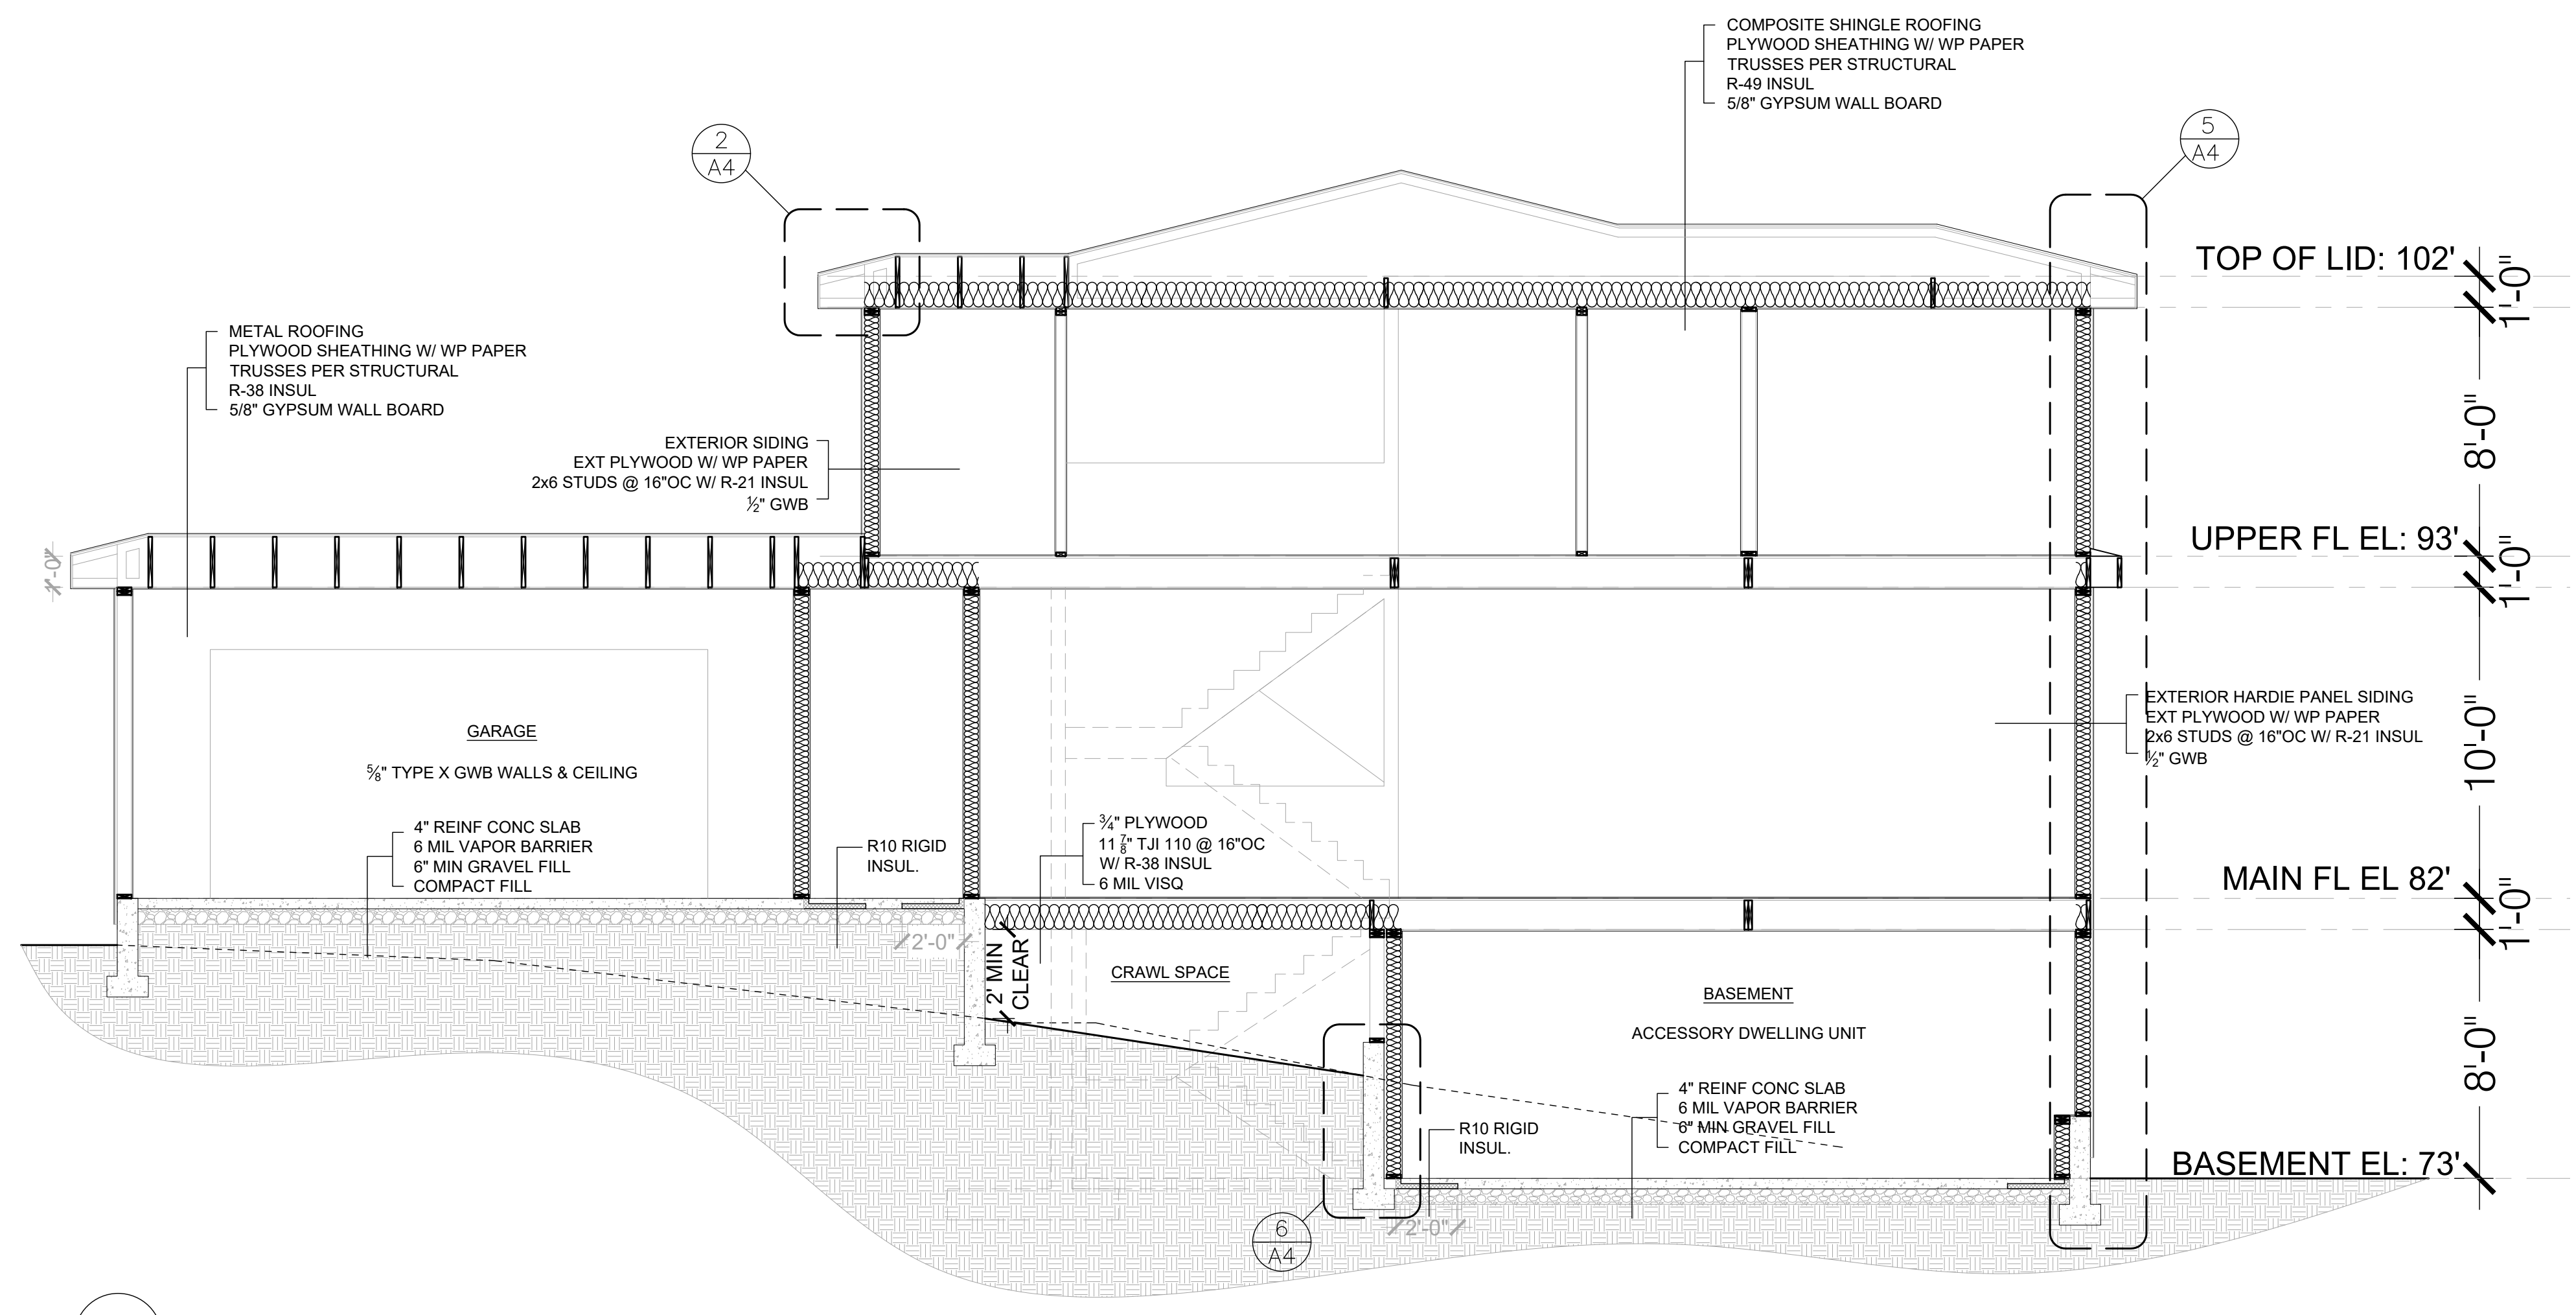 COMPOSITE SHINGLE ROOFING
PLYWOOD SHEATHING W/ WP PAPER
TRUSSES PER STRUCTURAL
R-49 INSUL
5/8" GYPSUM WALL BOARD
2
A4
5
A4
TOP OF LID: 102'
1'-0"
METAL ROOFING
PLYWOOD SHEATHING W/ WP PAPER
TRUSSES PER STRUCTURAL
R-38 INSUL
5/8" GYPSUM WALL BOARD
EXTERIOR SIDING
EXT PLYWOOD W/ WP PAPER
2x6 STUDS @ 16"OC W/ R-21 INSUL
½" GWB
8'-0"
UPPER FL EL: 93'
1'-0"
1'-0"
EXTERIOR HARDIE PANEL SIDING
EXT PLYWOOD W/ WP PAPER
2x6 STUDS @ 16"OC W/ R-21 INSUL
½" GWB
10'-0"
GARAGE
⅝" TYPE X GWB WALLS & CEILING
4" REINF CONC SLAB
6 MIL VAPOR BARRIER
6" MIN GRAVEL FILL
COMPACT FILL
R10 RIGID
INSUL.
¾" PLYWOOD
11 ⅞" TJI 110 @ 16"OC
W/ R-38 INSUL
6 MIL VISQ
MAIN FL EL 82'
1'-0"
2'-0"
2' MIN
CLEAR
CRAWL SPACE
BASEMENT
ACCESSORY DWELLING UNIT
8'-0"
4" REINF CONC SLAB
6 MIL VAPOR BARRIER
6" MIN GRAVEL FILL
COMPACT FILL
R10 RIGID
INSUL.
BASEMENT EL: 73'
2'-0"
6
A4